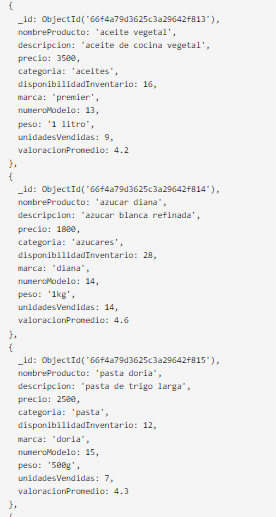 {
_id: ObjectId('66f4a79d3625c3a29642f813'),
nombreProducto: 'aceite vegetal',
descripcion: 'aceite de cocina vegetal',
precio: 3500,
categoria: 'aceites',
disponibilidadInventario: 16,
marca: 'premier',
numeroModelo: 13,
peso: '1 litro',
unidadesVendidas: 9,
valoracionPromedio: 4.2
},
{
_id: ObjectId('66f4a79d3625c3a29642f814'),
nombreProducto: 'azucar diana',
descripcion: 'azucar blanca refinada',
precio: 1800,
categoria: 'azucares',
disponibilidadInventario: 28,
marca: 'diana',
numeroModelo: 14,
peso: '1kg',
unidadesVendidas: 14,
valoracionPromedio: 4.6
},
{
_id: ObjectId('66f4a79d3625c3a29642f815'),
nombreProducto: 'pasta doria',
descripcion: 'pasta de trigo larga',
precio: 2500,
categoria: 'pasta',
disponibilidadInventario: 12,
marca: 'doria',
numeroModelo: 15,
peso: '500g',
unidadesVendidas: 7,
valoracionPromedio: 4.3
},
{